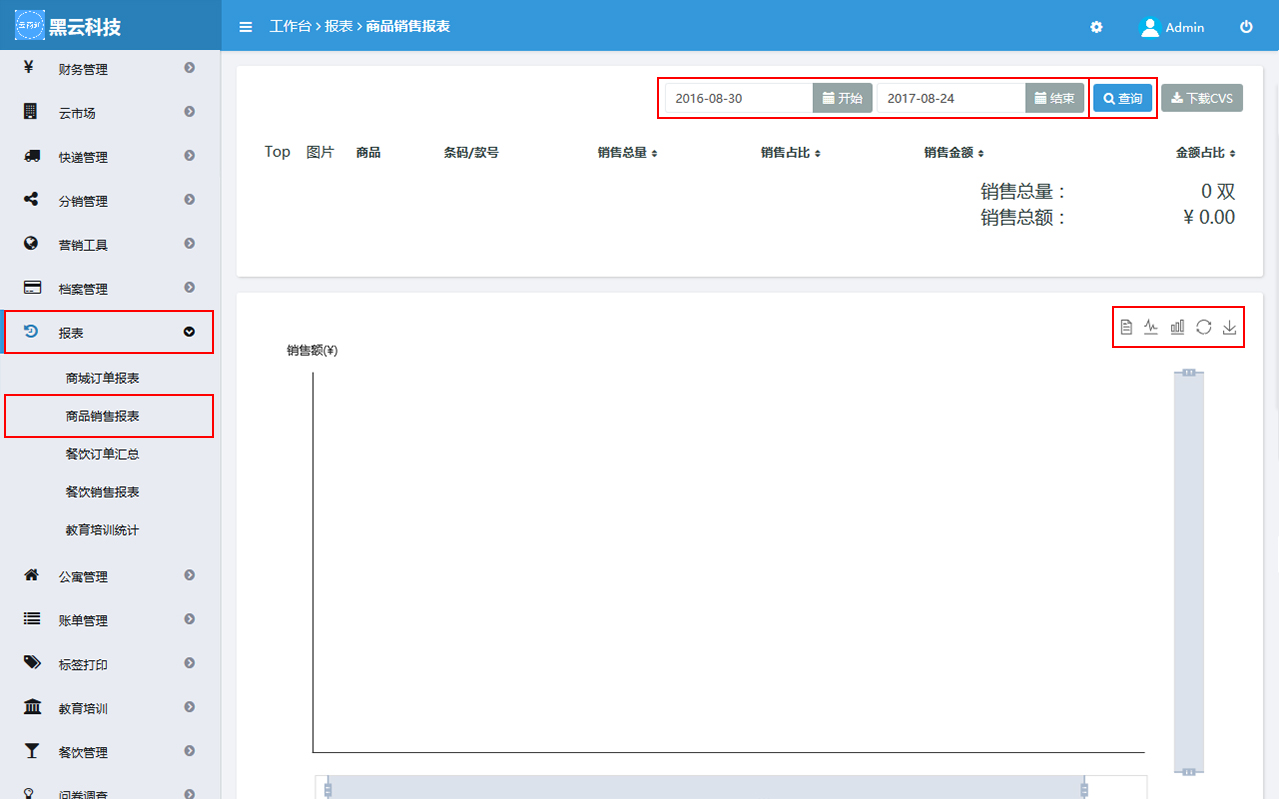 黑云科技
工作台 > 报表 > 商品销售报表
Admin
财务管理
云市场
快递管理
分销管理
营销工具
档案管理
报表
商城订单报表
商品销售报表
餐饮订单汇总
餐饮销售报表
教育培训统计
公寓管理
账单管理
标签打印
教育培训
餐饮管理
问卷调查
2016-08-30 开始 2017-08-24 结束 查询 下载CVS
Top 图片 商品 条码/款号 销售总量 销售占比 销售金额 金额占比
销售总量： 0 双
销售总额： ¥ 0.00
销售额(¥)